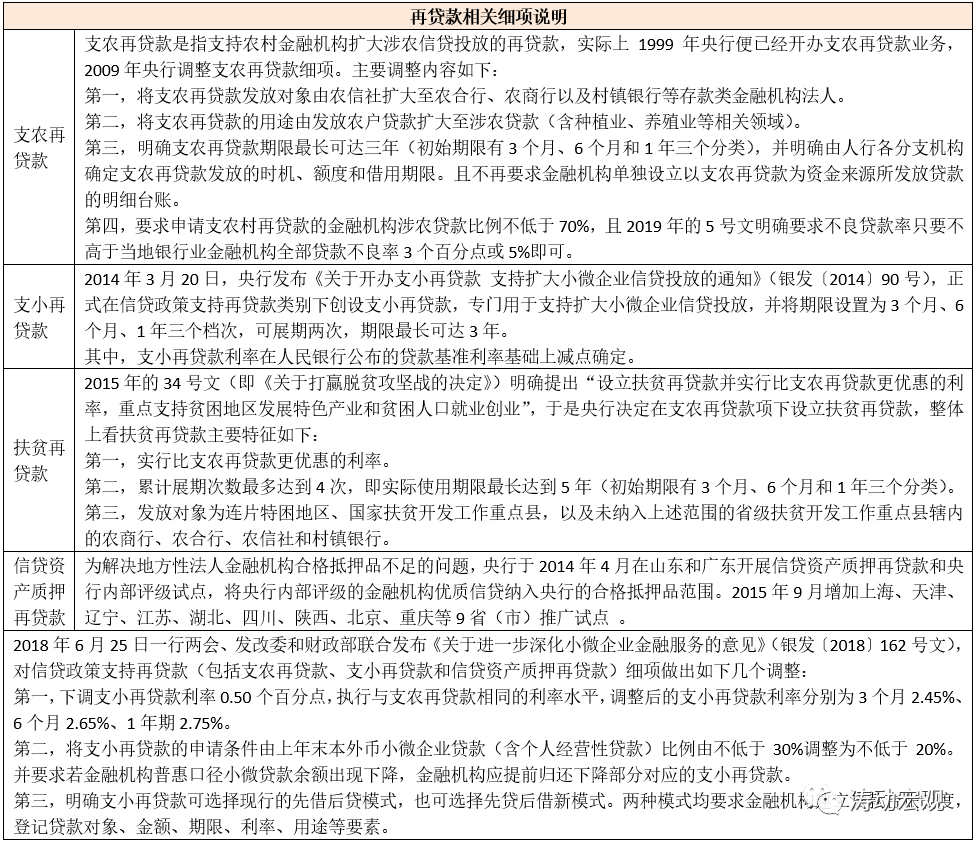 再贷款相关细项说明
支农再
贷款
支农再贷款是指支持农村金融机构扩大涉农信贷投放的再贷款，实际上 1999 年央行便已经开办支农再贷款业务，
2009 年央行调整支农再贷款细项。主要调整内容如下：
第一，将支农再贷款发放对象由农信社扩大至农合行、农商行以及村镇银行等存款类金融机构法人。
第二，将支农再贷款的用途由发放农户贷款扩大至涉农贷款（含种植业、养殖业等相关领域）。
第三，明确支农再贷款期限最长可达三年（初始期限有 3 个月、6 个月和 1 年三个分类），并明确由人行各分支机构
确定支农再贷款发放的时机、额度和借用期限。且不再要求金融机构单独设立以支农再贷款为资金来源所发放贷款
的明细台账。
第四，要求申请支农村再贷款的金融机构涉农贷款比例不低于 70%，且 2019 年的 5 号文明确要求不良贷款率只要不
高于当地银行业金融机构全部贷款不良率 3 个百分点或 5%即可。
支小再
贷款
2014 年 3 月 20 日，央行发布《关于开办支小再贷款 支持扩大小微企业信贷投放的通知》（银发〔2014〕90 号），正
式在信贷政策支持再贷款类别下创设支小再贷款，专门用于支持扩大小微企业信贷投放，并将期限设置为 3 个月、6
个月、1 年三个档次，可展期两次，期限最长可达 3 年。
其中，支小再贷款利率在人民银行公布的贷款基准利率基础上减点确定。
扶贫再
贷款
2015 年的 34 号文（即《关于打赢脱贫攻坚战的决定》）明确提出“设立扶贫再贷款并实行比支农再贷款更优惠的利
率，重点支持贫困地区发展特色产业和贫困人口就业创业”，于是央行决定在支农再贷款项下设立扶贫再贷款，整体
上看扶贫再贷款主要特征如下：
第一，实行比支农再贷款更优惠的利率。
第二，累计展期次数最多达到 4 次，即实际使用期限最长达到 5 年（初始期限有 3 个月、6 个月和 1 年三个分类）。
第三，发放对象为连片特困地区、国家扶贫开发工作重点县，以及未纳入上述范围的省级扶贫开发工作重点县辖内
的农商行、农合行、农信社和村镇银行。
信贷资
产质押
再贷款
为解决地方性法人金融机构合格抵押品不足的问题，央行于 2014 年 4 月在山东和广东开展信贷资产质押再贷款和央
行内部评级试点，将央行内部评级的金融机构优质信贷纳入央行的合格抵押品范围。2015 年 9 月增加上海、天津、
辽宁、江苏、湖北、四川、陕西、北京、重庆等 9 省（市）推广试点 。
2018 年 6 月 25 日一行两会、发改委和财政部联合发布《关于进一步深化小微企业金融服务的意见》（银发〔2018〕162 号文），
对信贷政策支持再贷款（包括支农再贷款、支小再贷款和信贷资产质押再贷款）细项做出如下几个调整：
第一，下调支小再贷款利率 0.50 个百分点，执行与支农再贷款相同的利率水平，调整后的支小再贷款利率分别为 3 个月 2.45%、
6 个月 2.65%、1 年期 2.75%。
第二，将支小再贷款的申请条件由上年末本外币小微企业贷款（含个人经营性贷款）比例由不低于 30%调整为不低于 20%。
并要求若金融机构普惠口径小微贷款余额出现下降，金融机构应提前归还下降部分对应的支小再贷款。
第三，明确支小再贷款可选择现行的先借后贷模式，也可选择先贷后借新模式。两种模式均要求金融机构 立 度，
登记贷款对象、金额、期限、利率、用途等要素。
涛动宏观